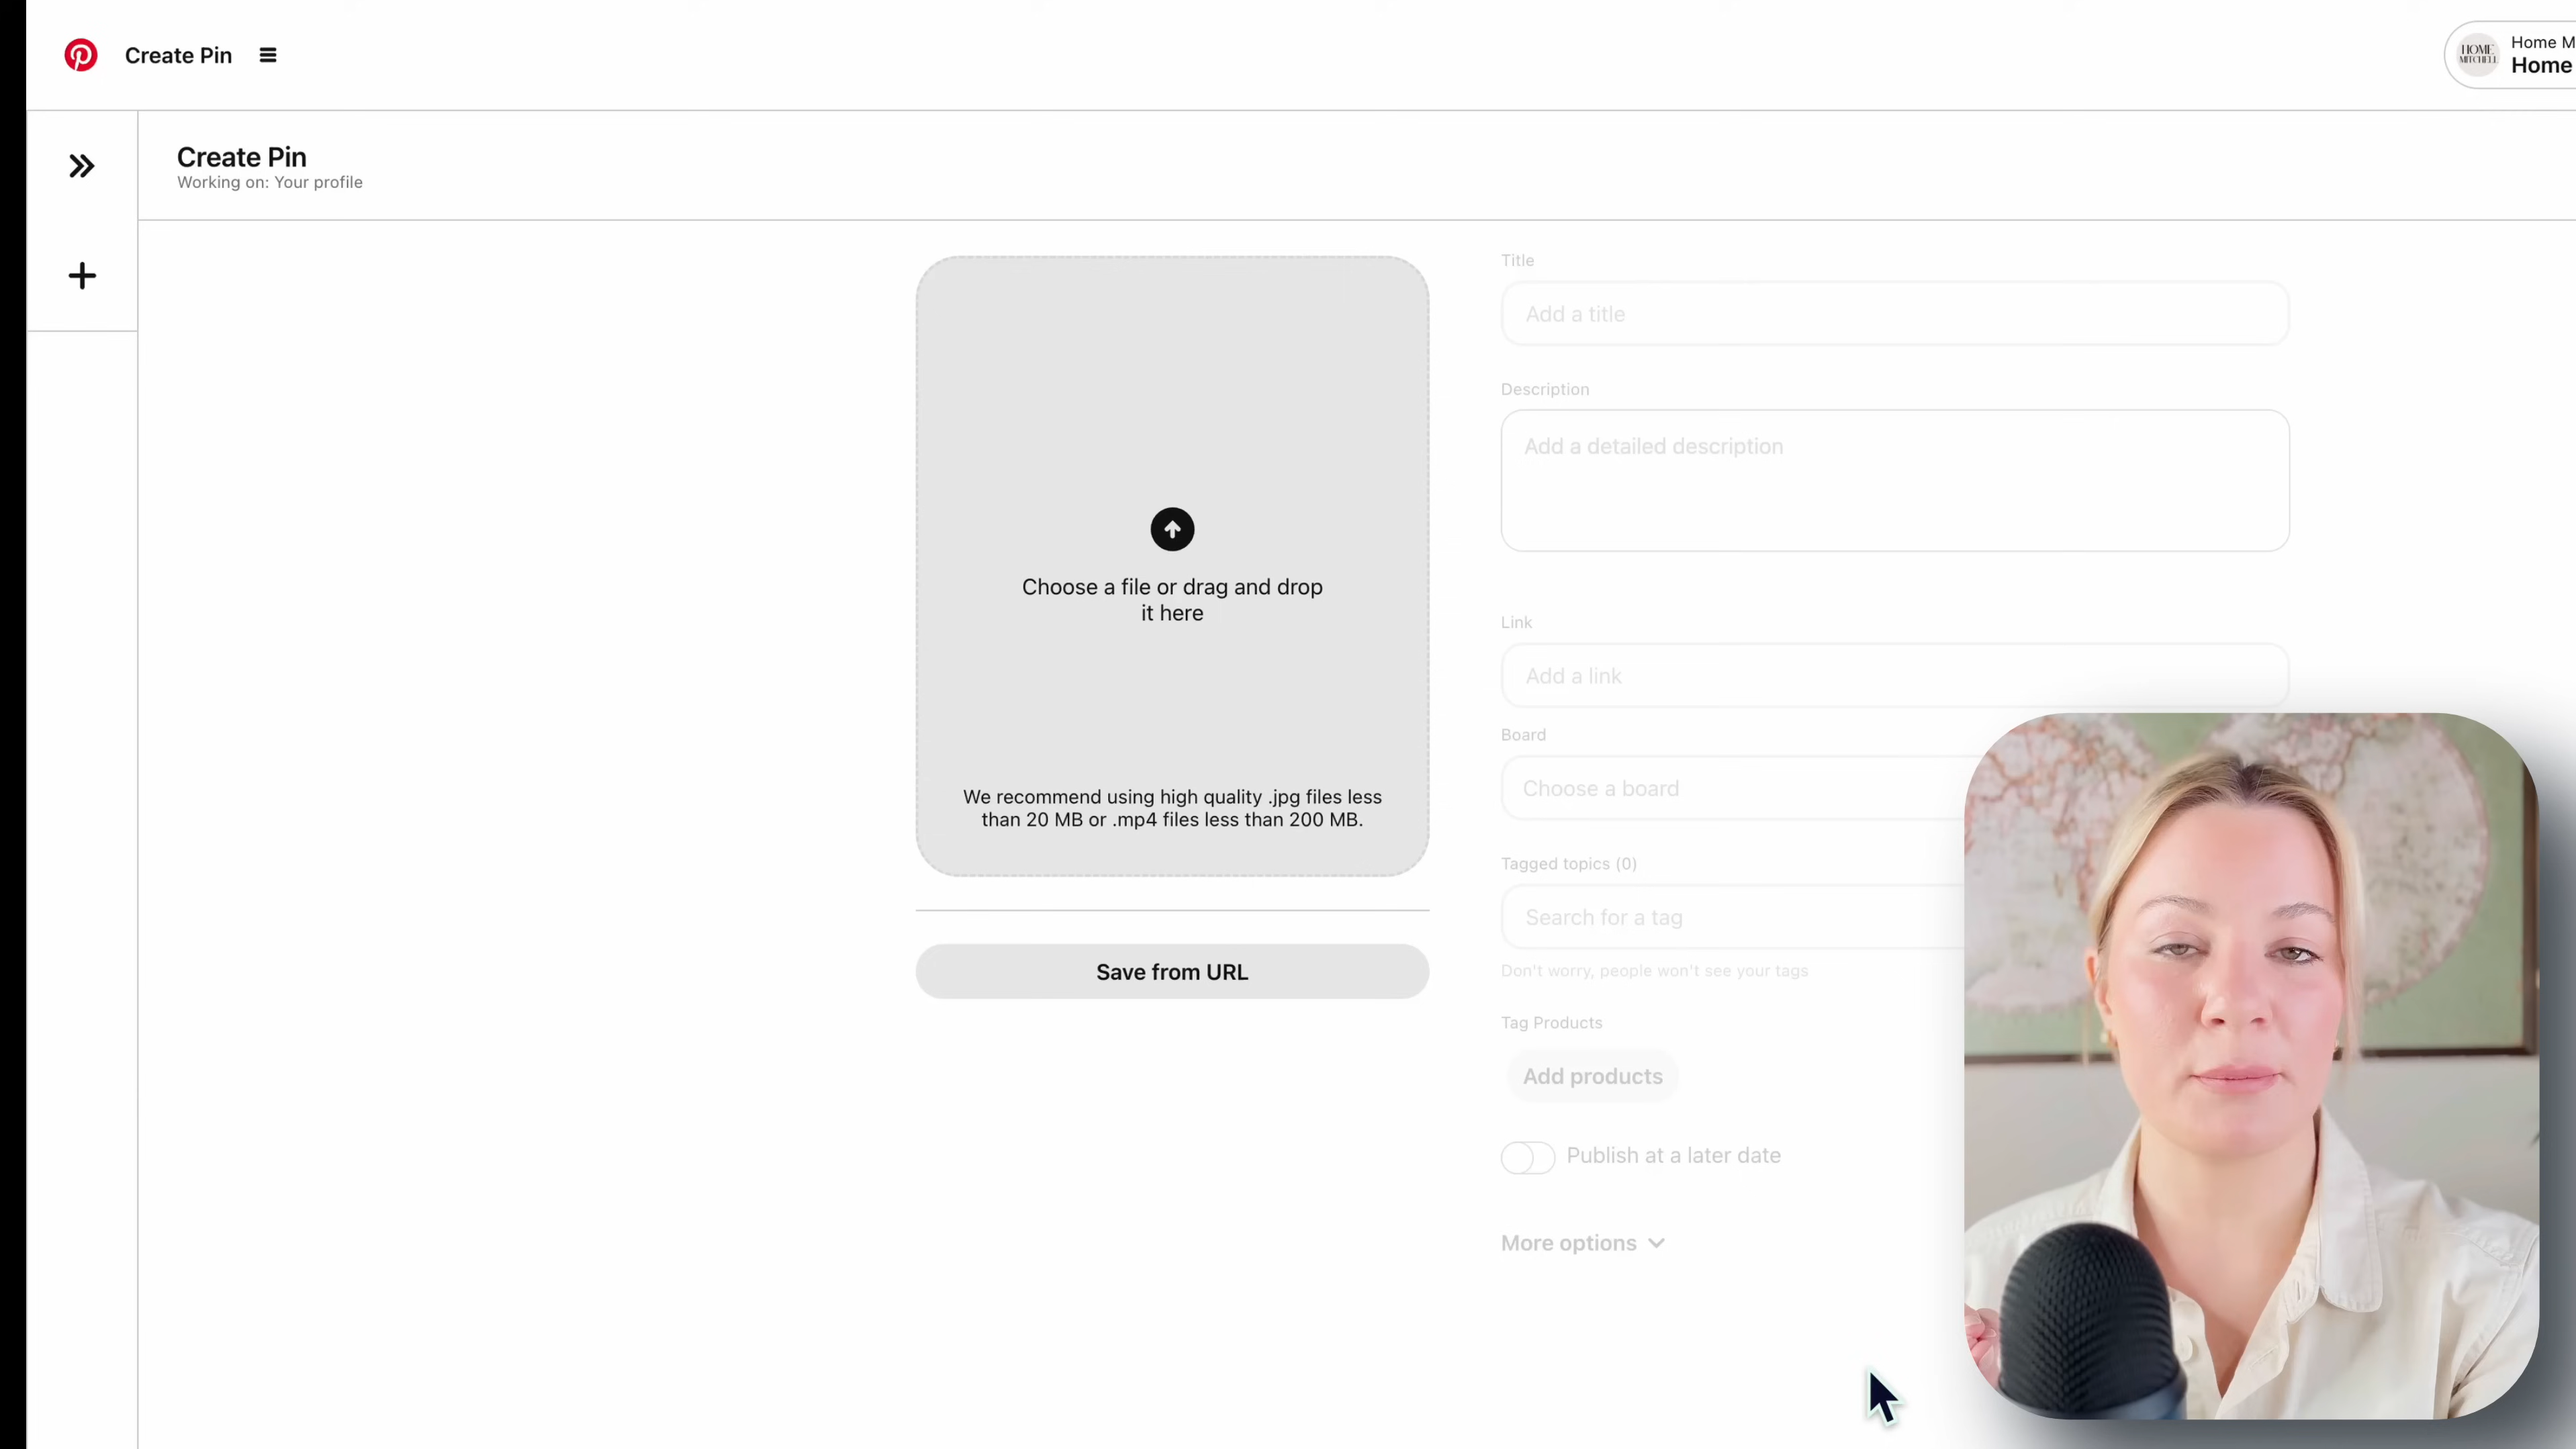 Create Pin
HOME
MITCHELL
Home M
Home
Create Pin
Working on: Your profile
Choose a file or drag and drop
it here
We recommend using high quality .jpg files less
than 20 MB or .mp4 files less than 200 MB.
Save from URL
Title
Add a title
Description
Add a detailed description
Link
Add a link
Board
Choose a board
Tagged topics (0)
Search for a tag
Don't worry, people won't see your tags
Tag Products
Add products
Publish at a later date
More options